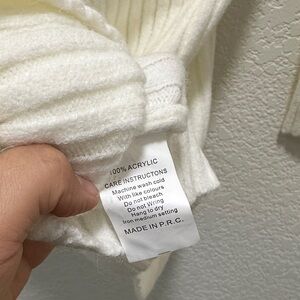 100% ACRYLIC
CARE INSTRUCTONS
Machine wash cold
With like colours
Do not bleach
Do not Wring
Hang to dry
Iron medium setting
MADE IN P.R.C.